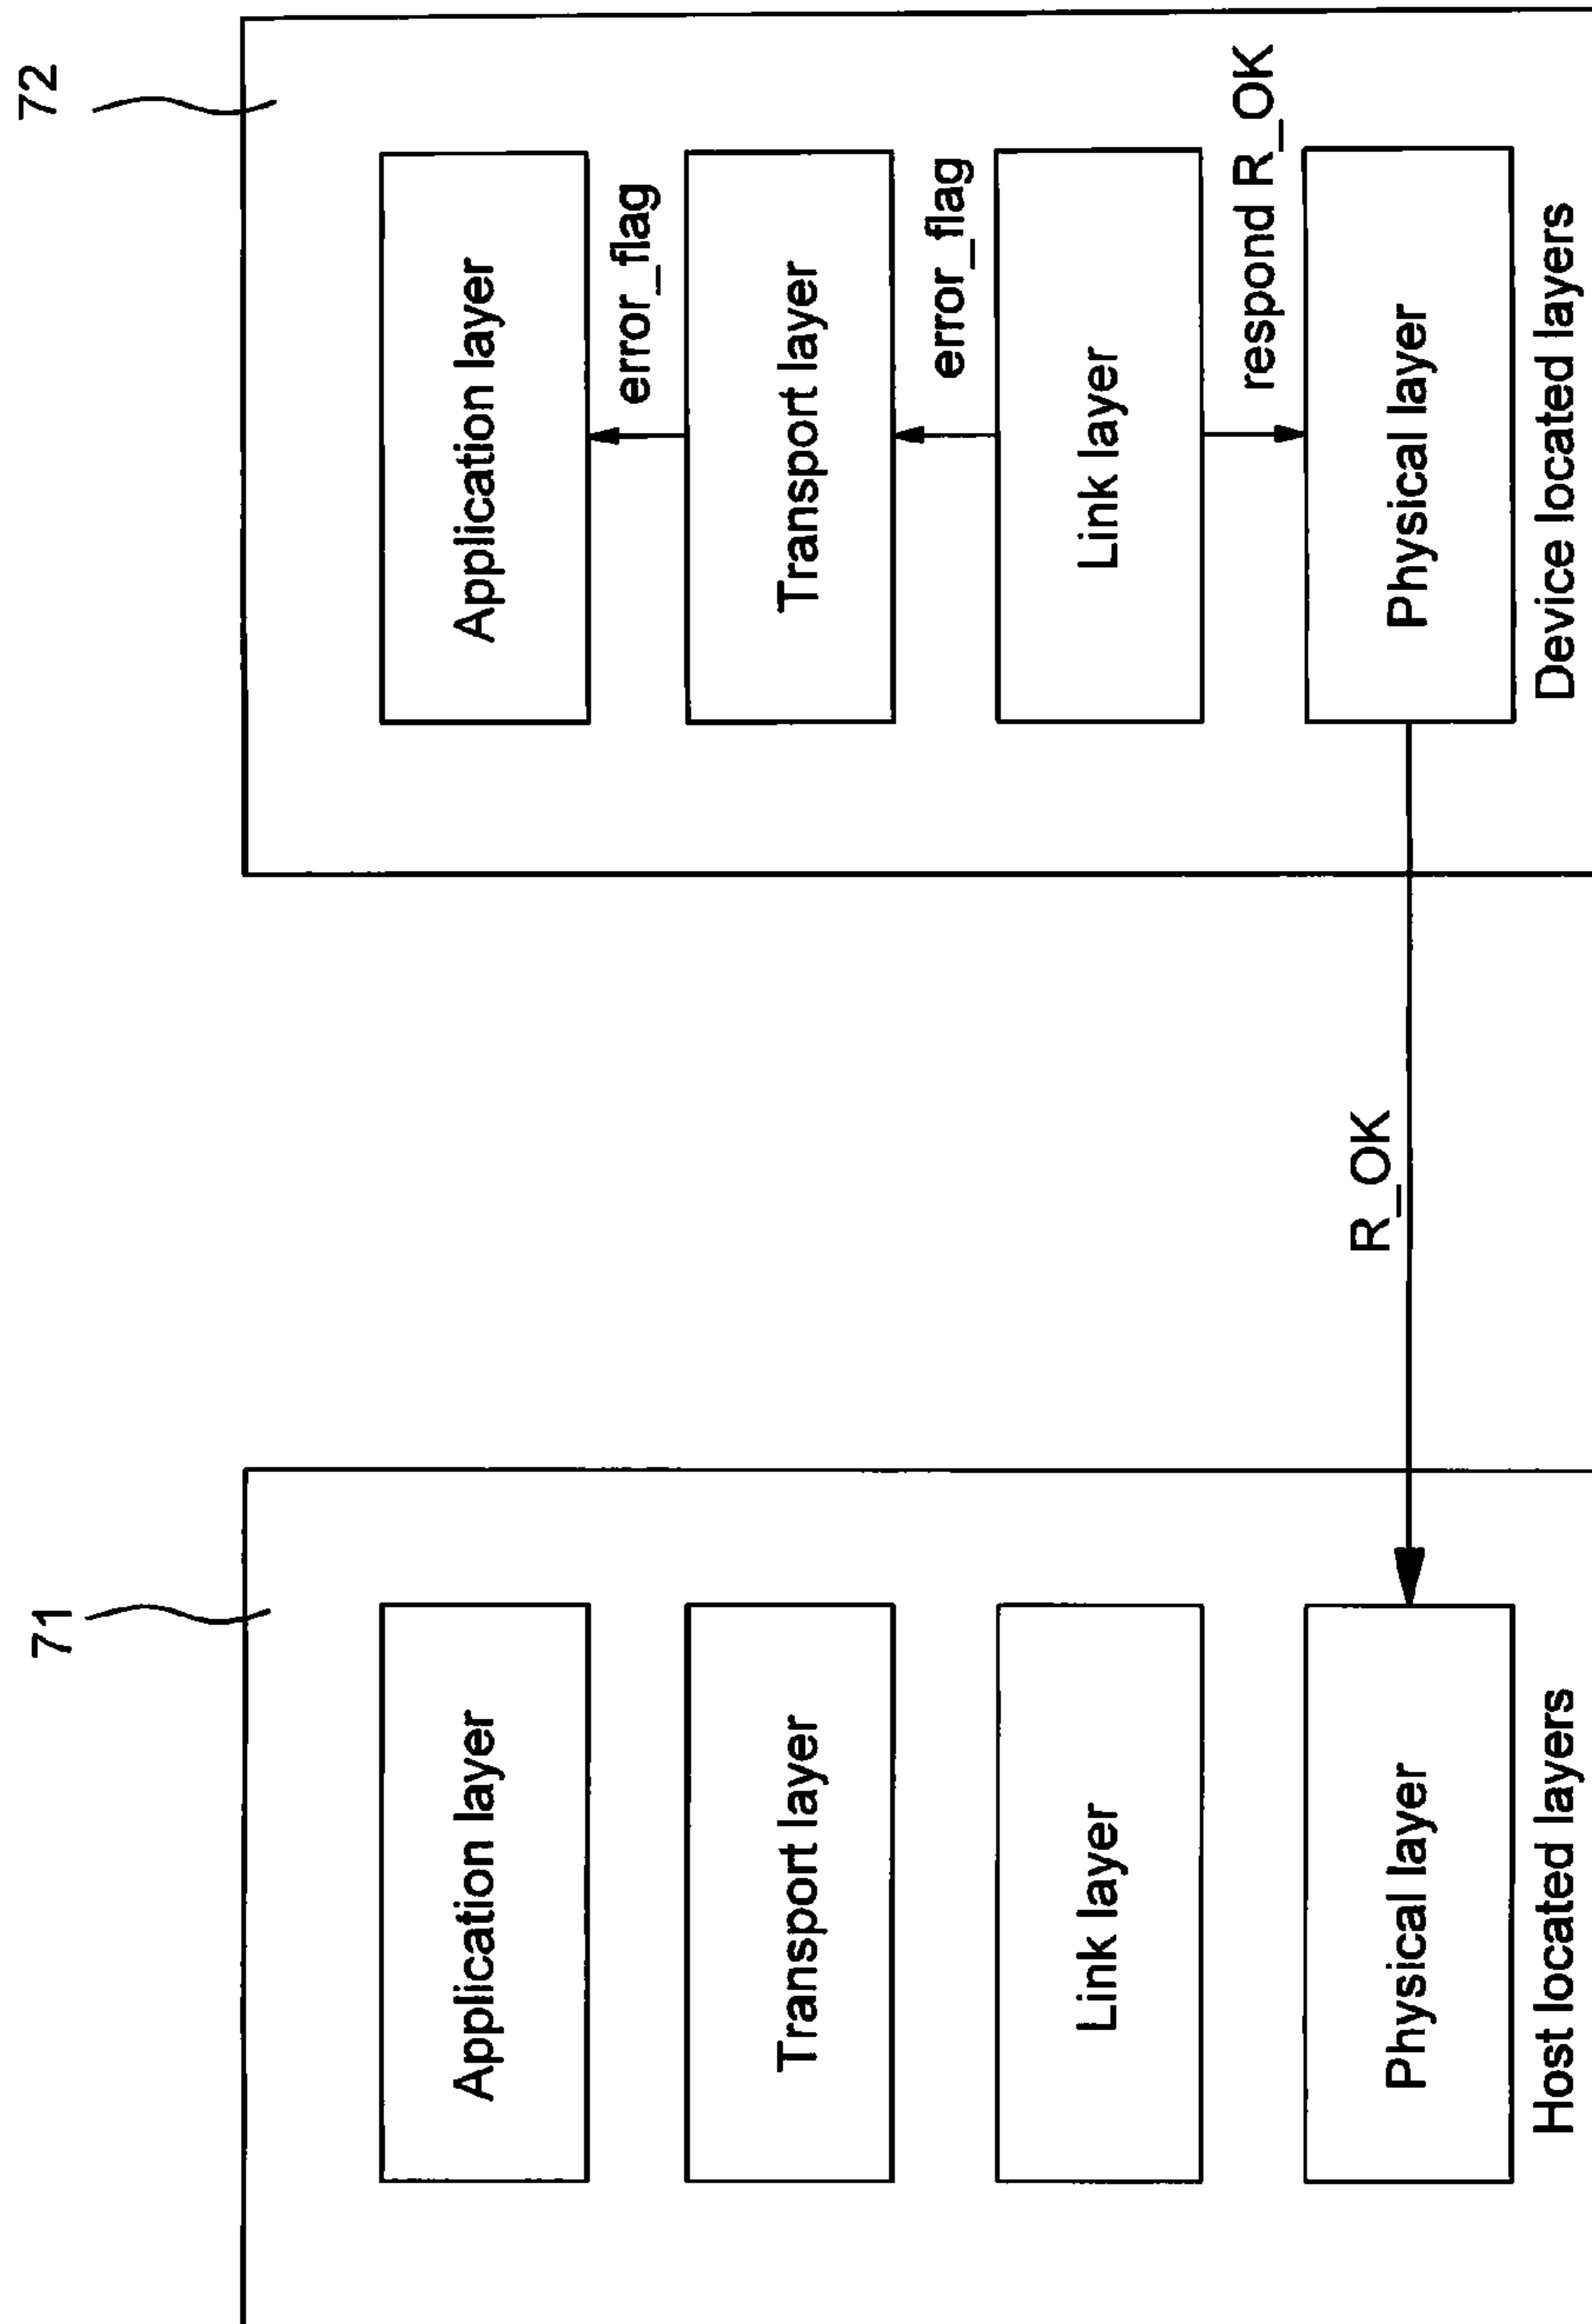 71
Application layer
Transport layer
Link layer
Physical layer
Host located layers
R_OK
72
Application layer
error_flag
Transport layer
error_flag
Link layer
respond R_OK
Physical layer
Device located layers